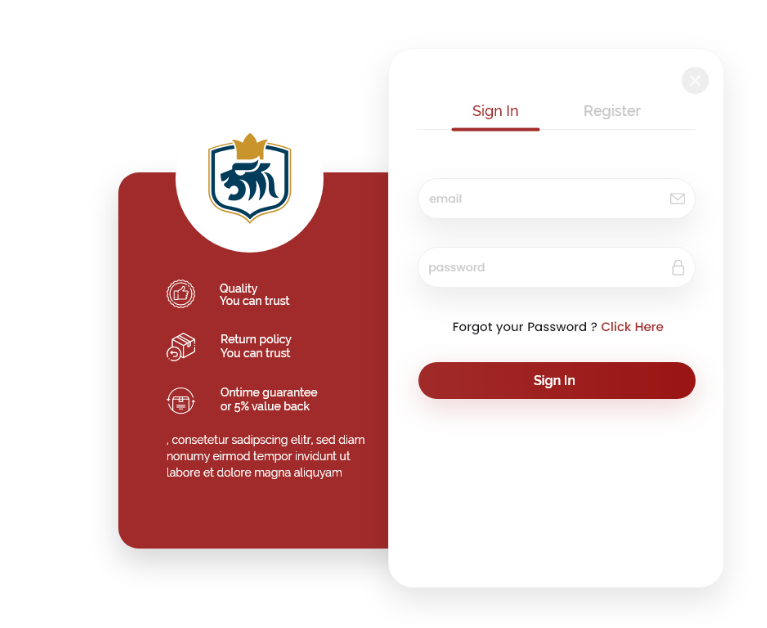 Sign In
Register
email
password
Forgot your Password ? Click Here
Sign In
Quality
You can trust
Return policy
You can trust
Ontime guarantee
or 5% value back
, consetetur sadipscing elitr, sed diam
nonumy eirmod tempor invidunt ut
labore et dolore magna aliquyam